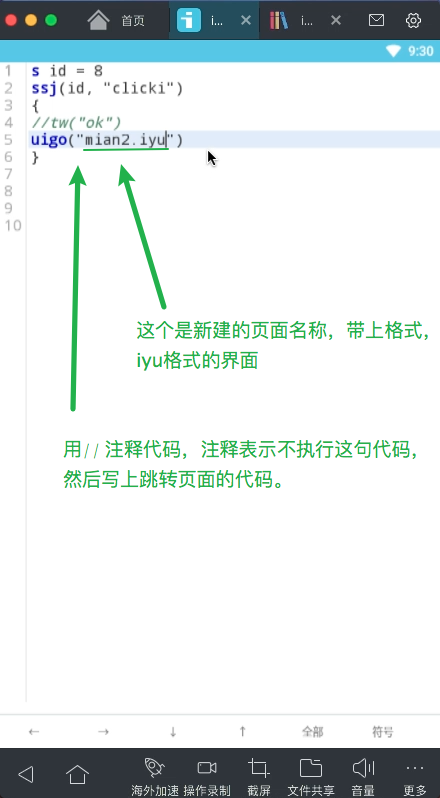 首页
i...
i...
9:30
1 s id = 8
2 ssj(id, "clicki")
3 {
4 //tw("ok")
5 uigo("mian2.iyu")
6 }
7
8
9
10
这个是新建的页面名称，带上格式，
iyu格式的界面
用// 注释代码，注释表示不执行这句代码，
然后写上跳转页面的代码。
全部 符号
海外加速 操作录制 截屏 文件共享 音量 更多